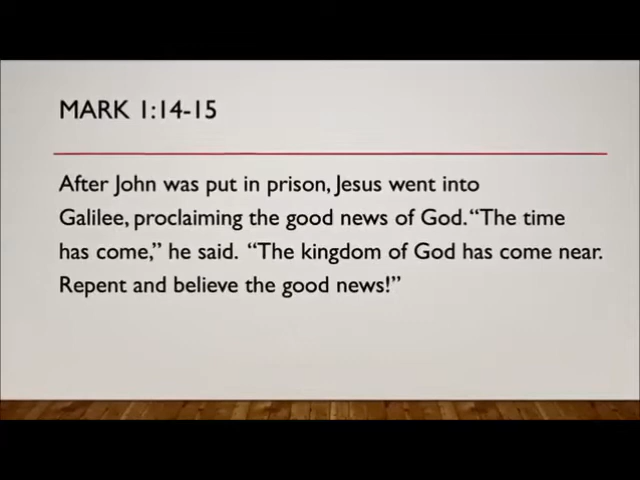 MARK 1:14-15
After John was put in prison, Jesus went into
Galilee, proclaiming the good news of God. “The time
has come,” he said. “The kingdom of God has come near.
Repent and believe the good news!”